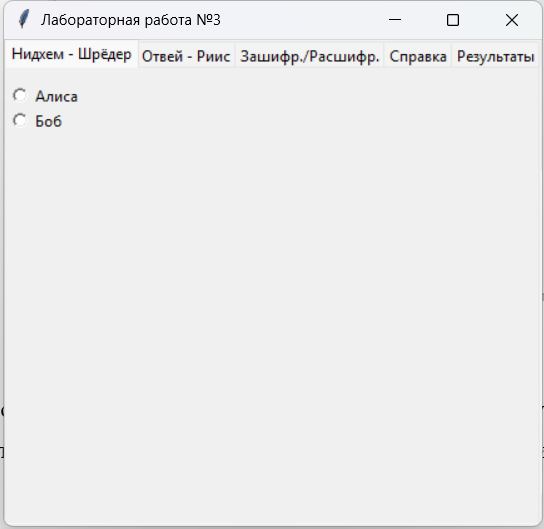 Лабораторная работа №3
Нидхем - Шрёдер Отвей - Риис Зашифр./Расшифр. Справка Результаты
Алиса
Боб